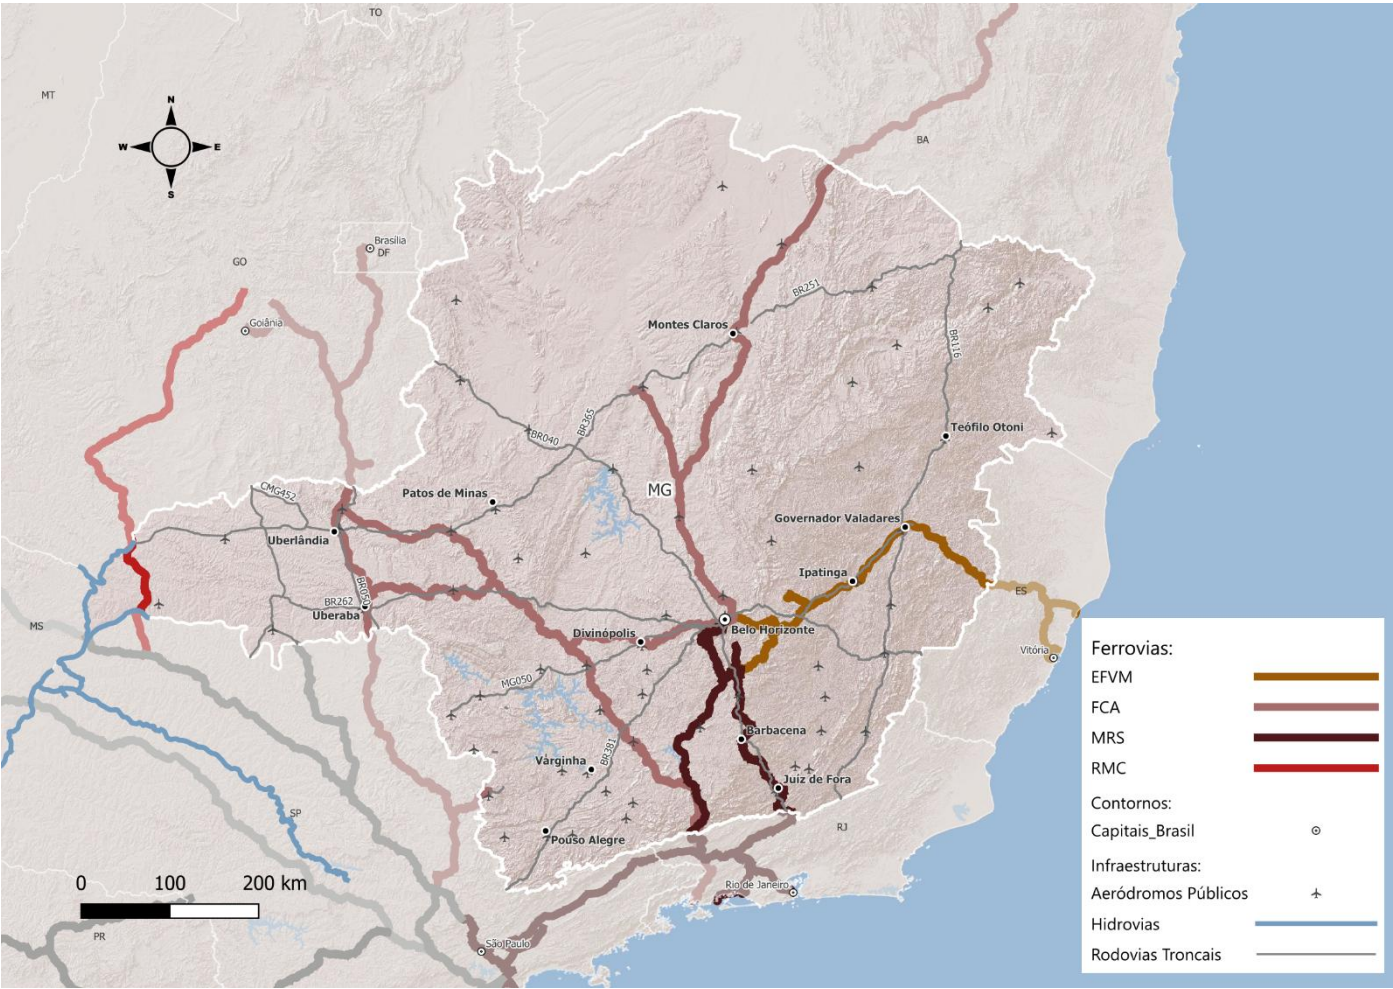 TO
MT
N
W
E
S
BA
Brasília
DF
GO
Goiânia
BR251
Montes Claros
BR116
BR365
BR040
Teófilo Otoni
MG
CMG452
Patos de Minas
Governador Valadares
Uberlândia
Ipatinga
BR050
BR262
Uberaba
ES
MS
Divinópolis
Belo Horizonte
Vitória
MG050
Barbacena
BR381
Varginha
Juiz de Fora
SP
RJ
Pouso Alegre
0 100 200 km
Rio de Janeiro
PR
São Paulo
Ferrovias:
EFVM
FCA
MRS
RMC
Contornos:
Capitais_Brasil
Infraestruturas:
Aeródromos Públicos
Hidrovias
Rodovias Troncais